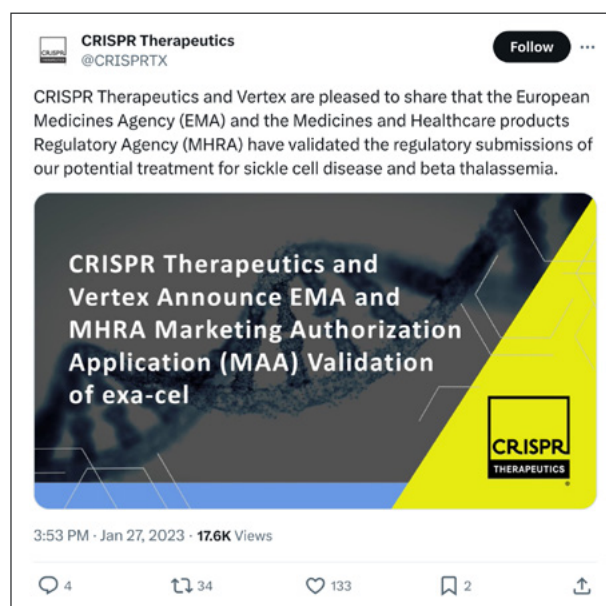 CRISPR
THERAPEUTICS
CRISPR Therapeutics
@CRISPRTX
Follow
CRISPR Therapeutics and Vertex are pleased to share that the European
Medicines Agency (EMA) and the Medicines and Healthcare products
Regulatory Agency (MHRA) have validated the regulatory submissions of
our potential treatment for sickle cell disease and beta thalassemia.
CRISPR Therapeutics and
Vertex Announce EMA and
MHRA Marketing Authorization
Application (MAA) Validation
of exa-cel
CRISPR
THERAPEUTICS
3:53 PM · Jan 27, 2023 · 17.6K Views
4 34 133 2